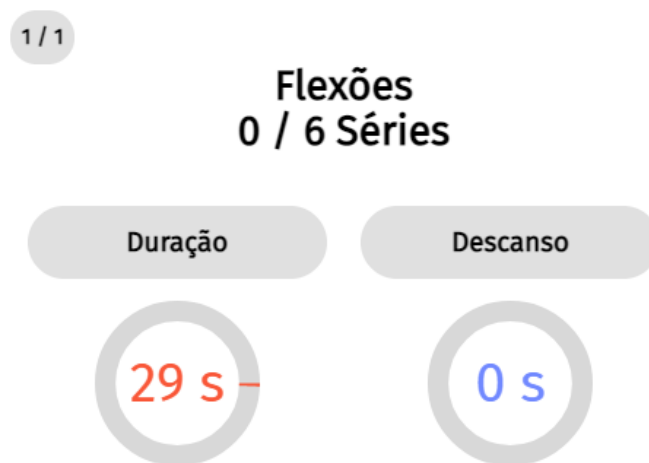 1 / 1
Flexões
0 / 6 Séries
Duração
Descanso
29 s
0 s